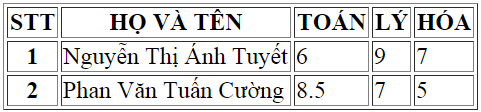 STT HỌ VÀ TÊN TOÁN LÝ HÓA
1 Nguyễn Thị Ánh Tuyết 6 9 7
2 Phan Văn Tuấn Cường 8.5 7 5